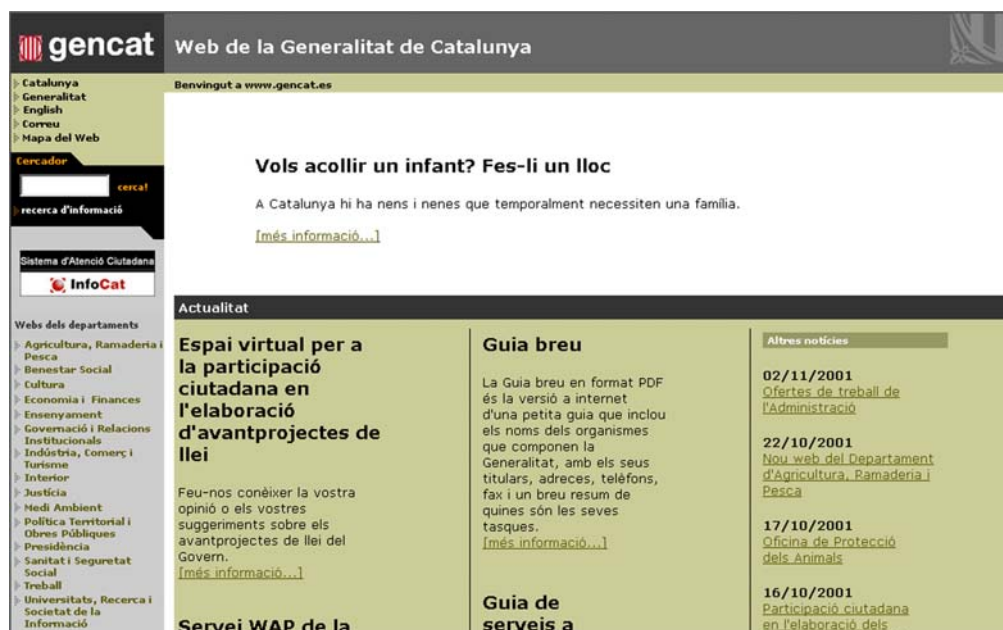 gencat
Web de la Generalitat de Catalunya
Catalunya
Generalitat
English
Correu
Mapa del Web
Benvingut a www.gencat.es
Cercador
cerca!
recerca d'informació
Sistema d'Atenció Ciutadana
InfoCat
Webs dels departaments
Agricultura, Ramaderia i
Pesca
Benestar Social
Cultura
Economia i Finances
Ensenyament
Governació i Relacions
Institucionals
Indústria, Comerç i
Turisme
Interior
Justícia
Medi Ambient
Política Territorial i
Obres Públiques
Presidència
Sanitat i Seguretat
Social
Treball
Universitats, Recerca i
Societat de la
Informació
Vols acollir un infant? Fes-li un lloc
A Catalunya hi ha nens i nenes que temporalment necessiten una família.
[més informació...]
Actualitat
Espai virtual per a
la participació
ciutadana en
l'elaboració
d'avantprojectes de
llei
Feu-nos conèixer la vostra
opinió o els vostres
suggeriments sobre els
avantprojectes de llei del
Govern.
[més informació...]
Servei WAP de la
Guia breu
La Guia breu en format PDF
és la versió a internet
d'una petita guia que inclou
els noms dels organismes
que componen la
Generalitat, amb els seus
titulars, adreces, telèfons,
fax i un breu resum de
quines són les seves
tasques.
[més informació...]
Guia de
serveis a
Altres notícies
02/11/2001
Ofertes de treball de
l'Administració
22/10/2001
Nou web del Departament
d'Agricultura, Ramaderia i
Pesca
17/10/2001
Oficina de Protecció
dels Animals
16/10/2001
Participació ciutadana
en l'elaboració dels